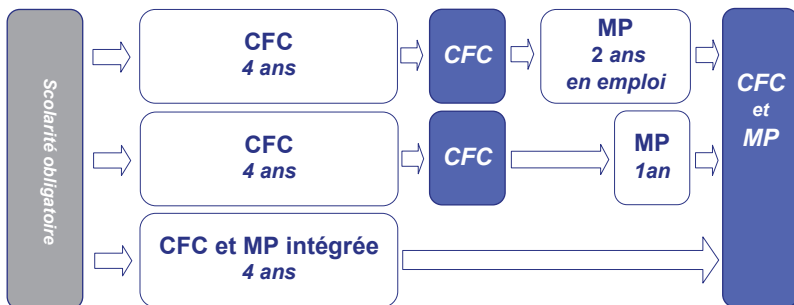 Scolarité obligatoire
CFC
4 ans
CFC
MP
2 ans
en emploi
CFC
4 ans
CFC
MP
1an
CFC et MP intégrée
4 ans
CFC
et
MP